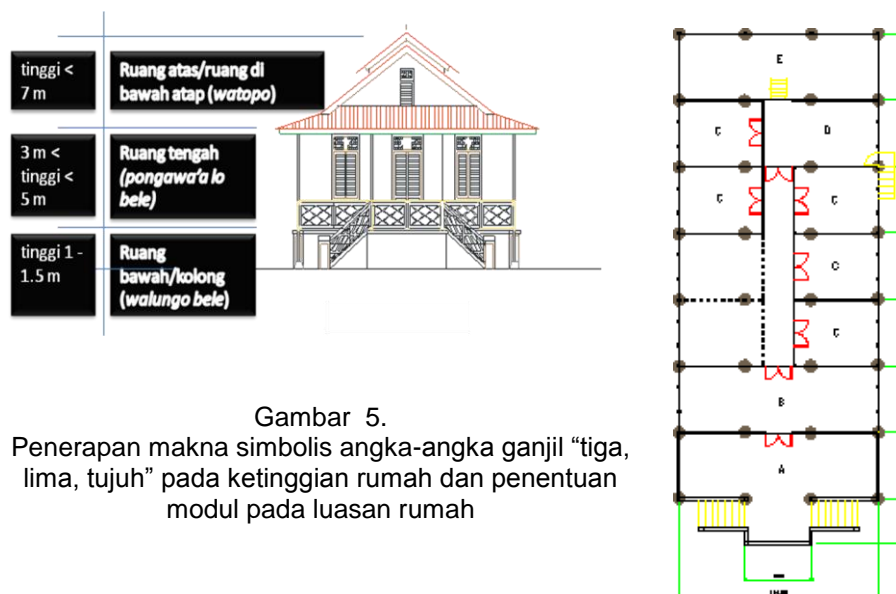 tinggi <
7 m
Ruang atas/ruang di
bawah atap (watopo)
3 m <
tinggi <
5 m
Ruang tengah
(pongawa'a lo
bele)
tinggi 1 -
1.5 m
Ruang
bawah/kolong
(walungo bele)
Gambar 5.
Penerapan makna simbolis angka-angka ganjil “tiga,
lima, tujuh” pada ketinggian rumah dan penentuan
modul pada luasan rumah
E
C
D
C
C
C
C
B
A